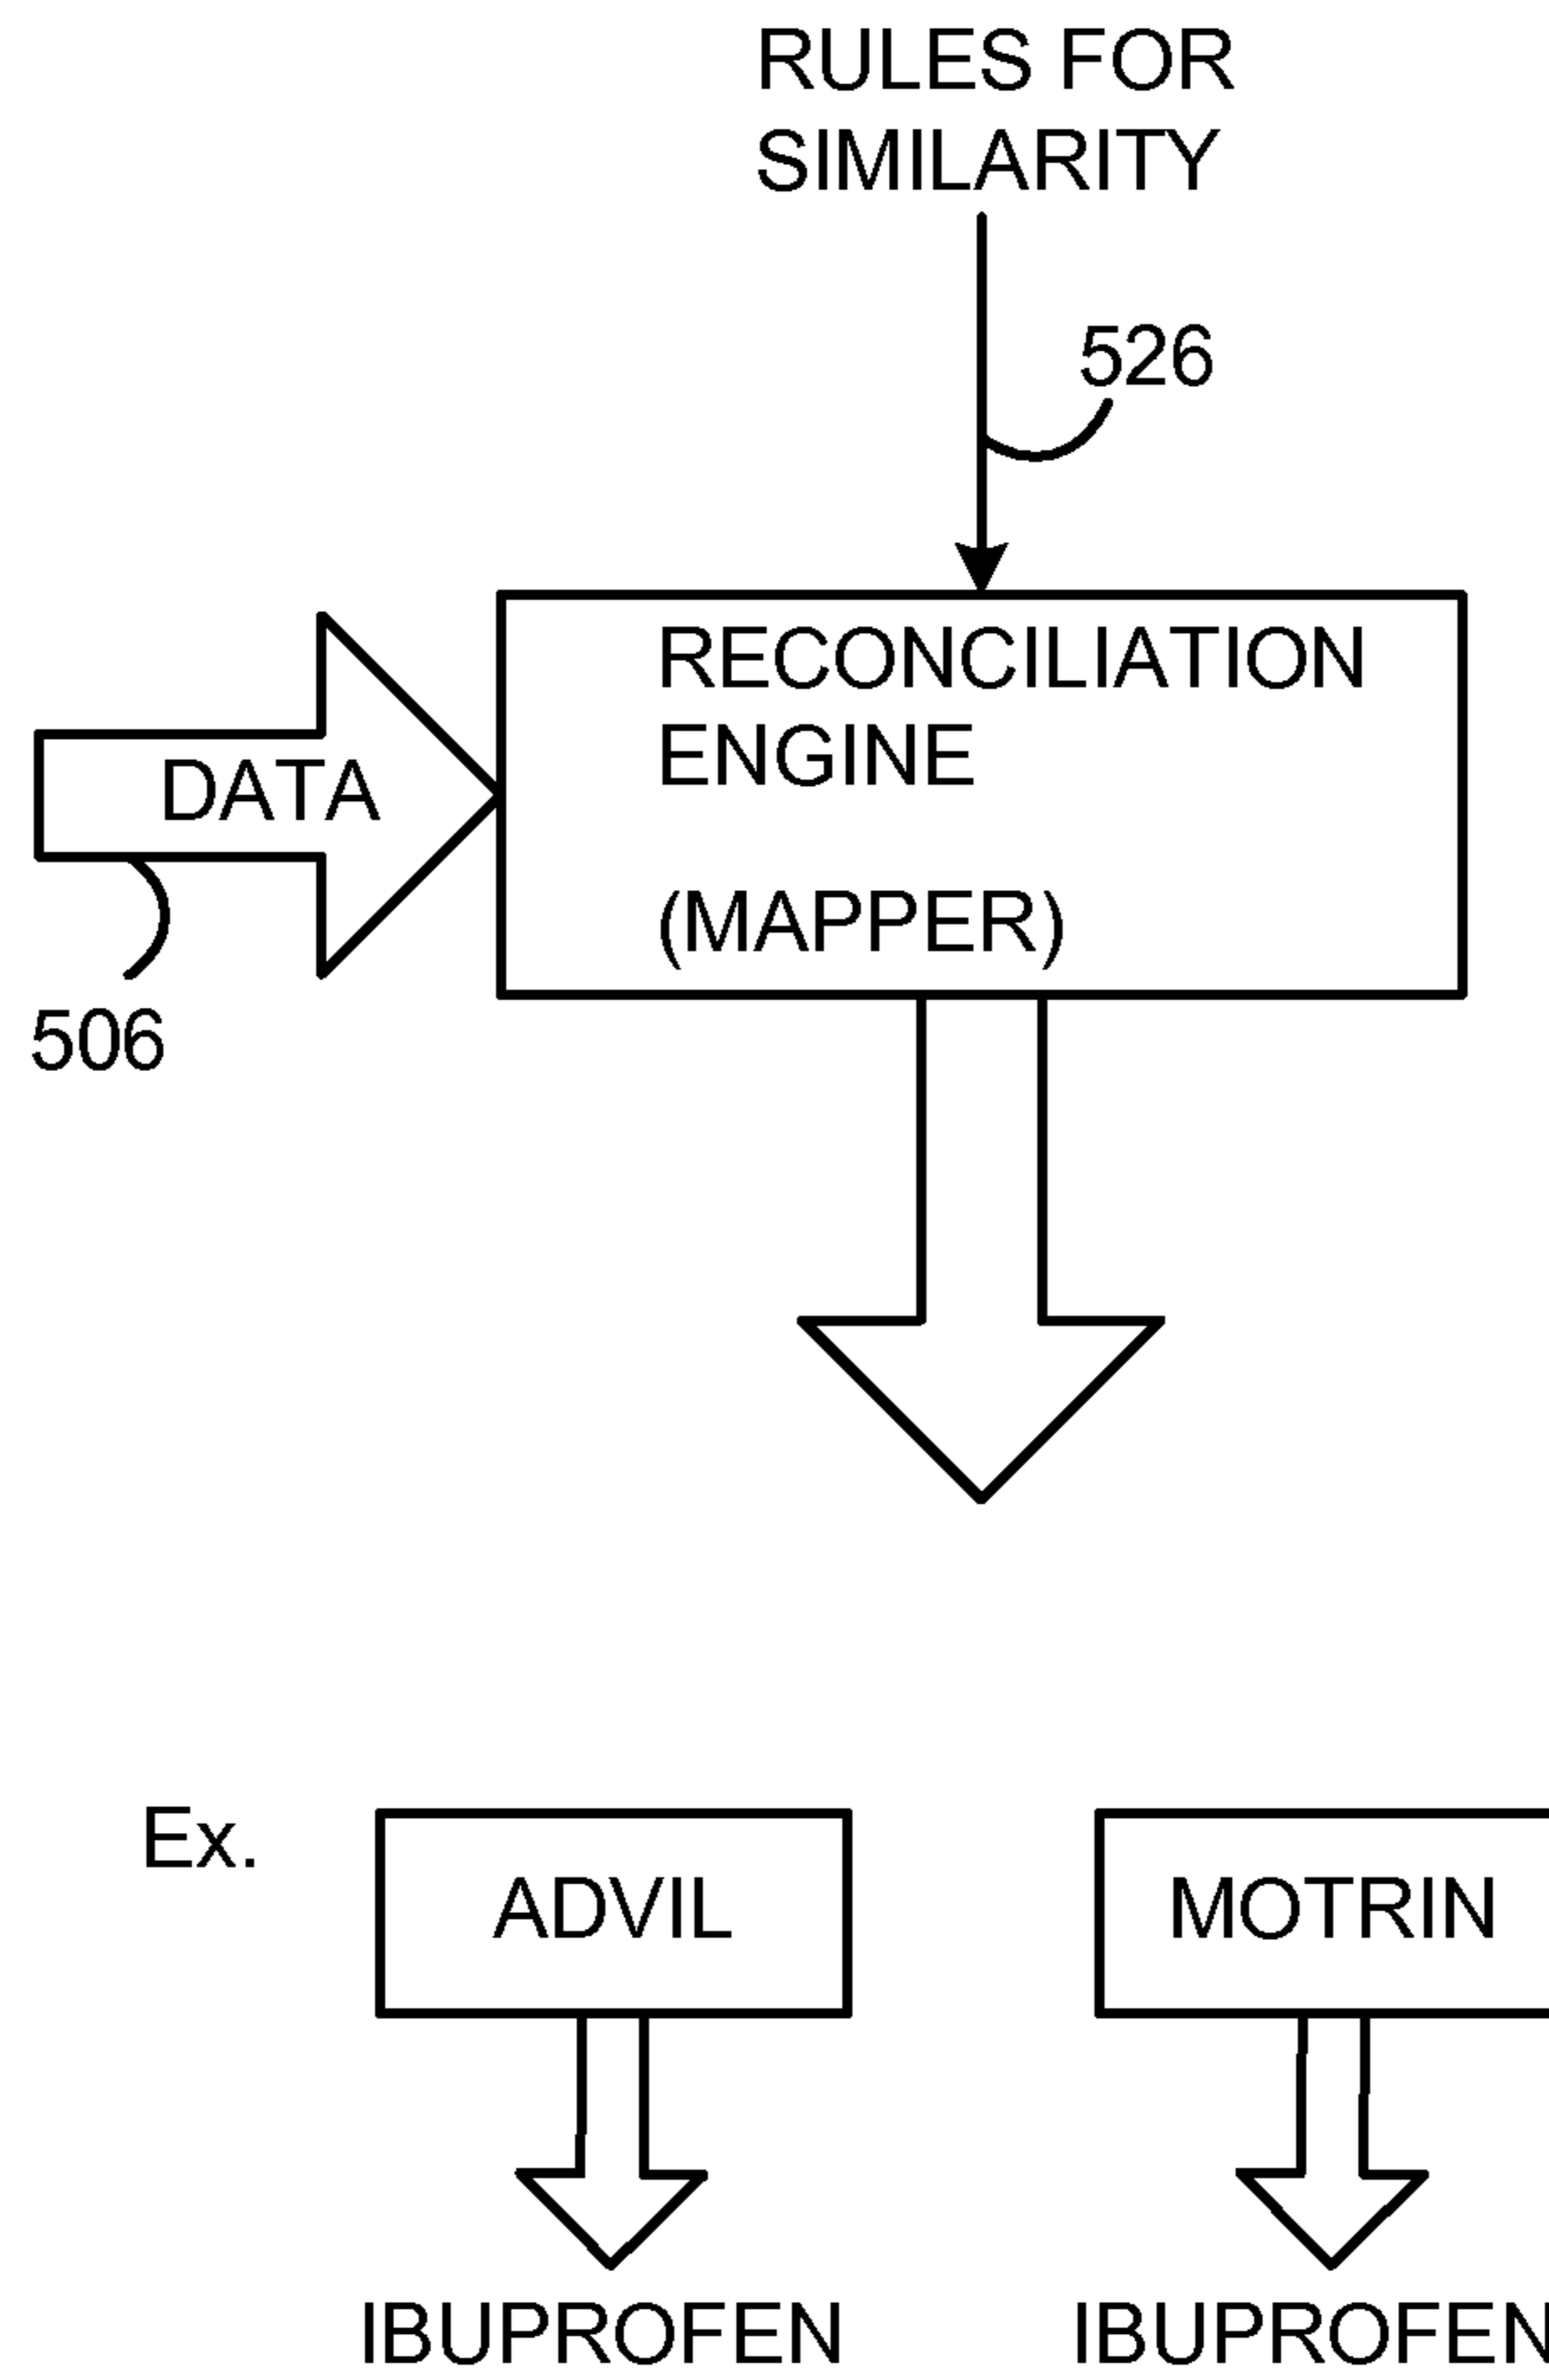 RULES FOR
SIMILARITY
526
RECONCILIATION
ENGINE
DATA
(MAPPER)
506
Ex.
ADVIL
MOTRIN
IBUPROFEN
IBUPROFEN